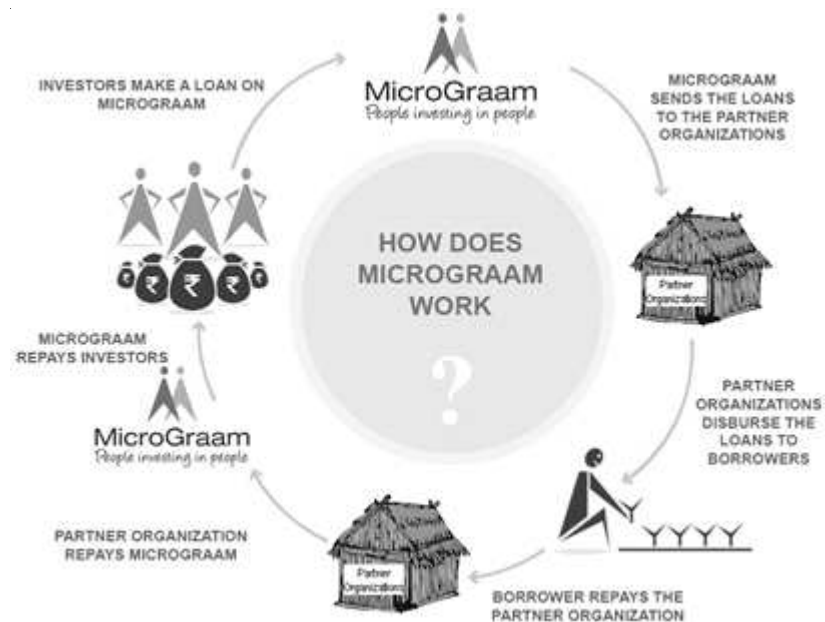 MicroGraam
People investing in people
INVESTORS MAKE A LOAN ON
MICROGRAAM
MICROGRAAM
SENDS THE LOANS
TO THE PARTNER
ORGANIZATIONS
HOW DOES
MICROGRAAM
WORK
?
Partner
Organizations
₹ ₹ ₹ ₹ ₹
MICROGRAAM
REPAYS INVESTORS
MicroGraam
People investing in people
PARTNER
ORGANIZATIONS
DISBURSE THE
LOANS TO
BORROWERS
PARTNER ORGANIZATION
REPAYS MICROGRAAM
Partner
Organizations
BORROWER REPAYS THE
PARTNER ORGANIZATION